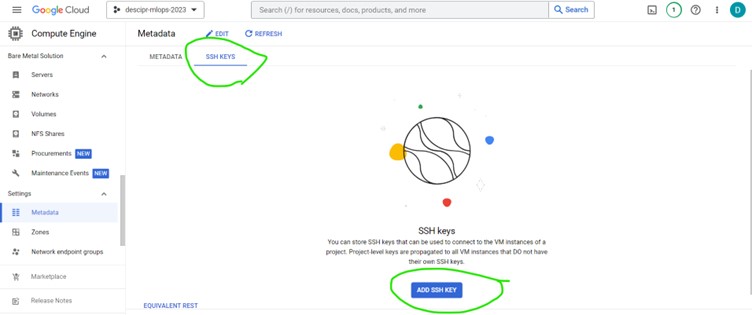 Google Cloud
descipr-mlops-2023
Search (/) for resources, docs, products, and more
Search
1
D
Compute Engine
Metadata
EDIT
REFRESH
Bare Metal Solution
METADATA
SSH KEYS
Servers
Networks
Volumes
NFS Shares
Procurements NEW
Maintenance Events NEW
Settings
Metadata
Zones
Network endpoint groups
Marketplace
Release Notes
SSH keys
You can store SSH keys that can be used to connect to the VM instances of a
project. Project-level keys are propagated to all VM instances that DO not have
their own SSH keys.
ADD SSH KEY
EQUIVALENT REST